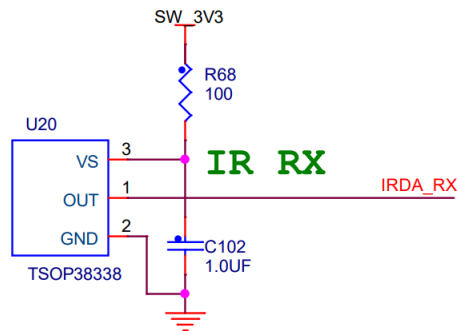 SW_3V3
R68
100
U20
3
VS
IR RX
1
OUT
IRDA_RX
2
GND
C102
1.0UF
TSOP38338